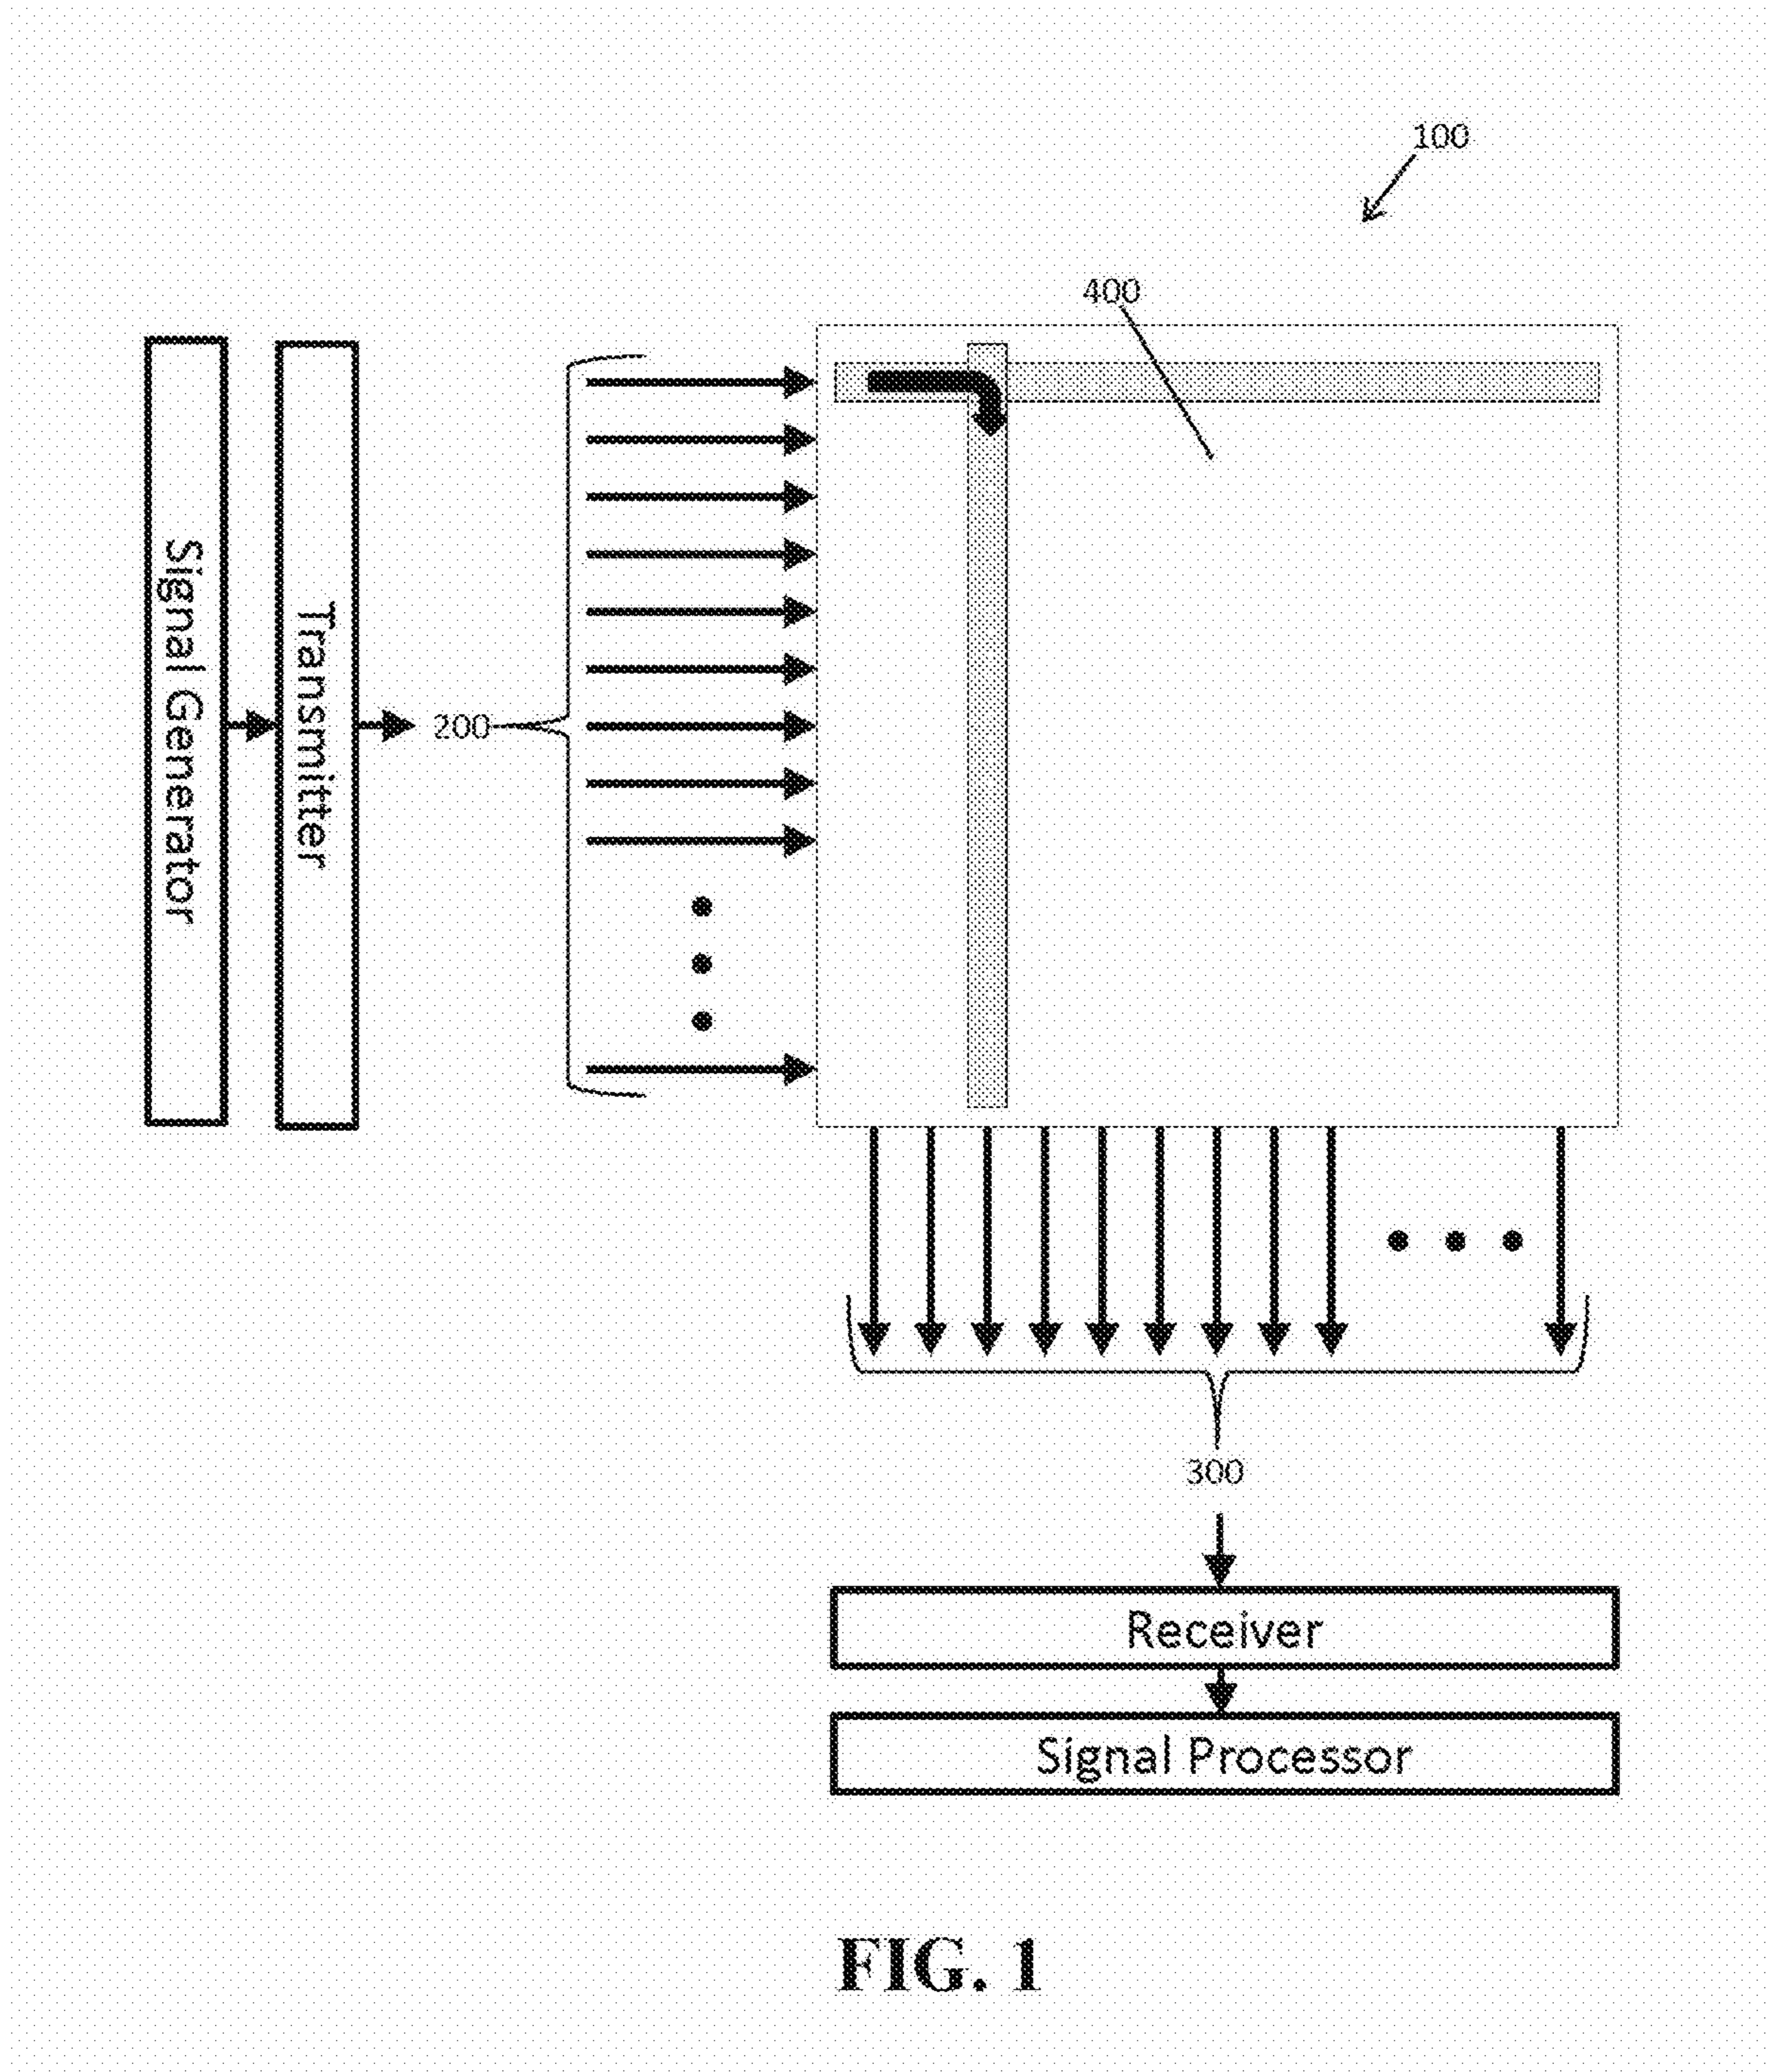 100
400
Signal Generator
Transmitter
200
300
Receiver
Signal Processor
FIG. 1